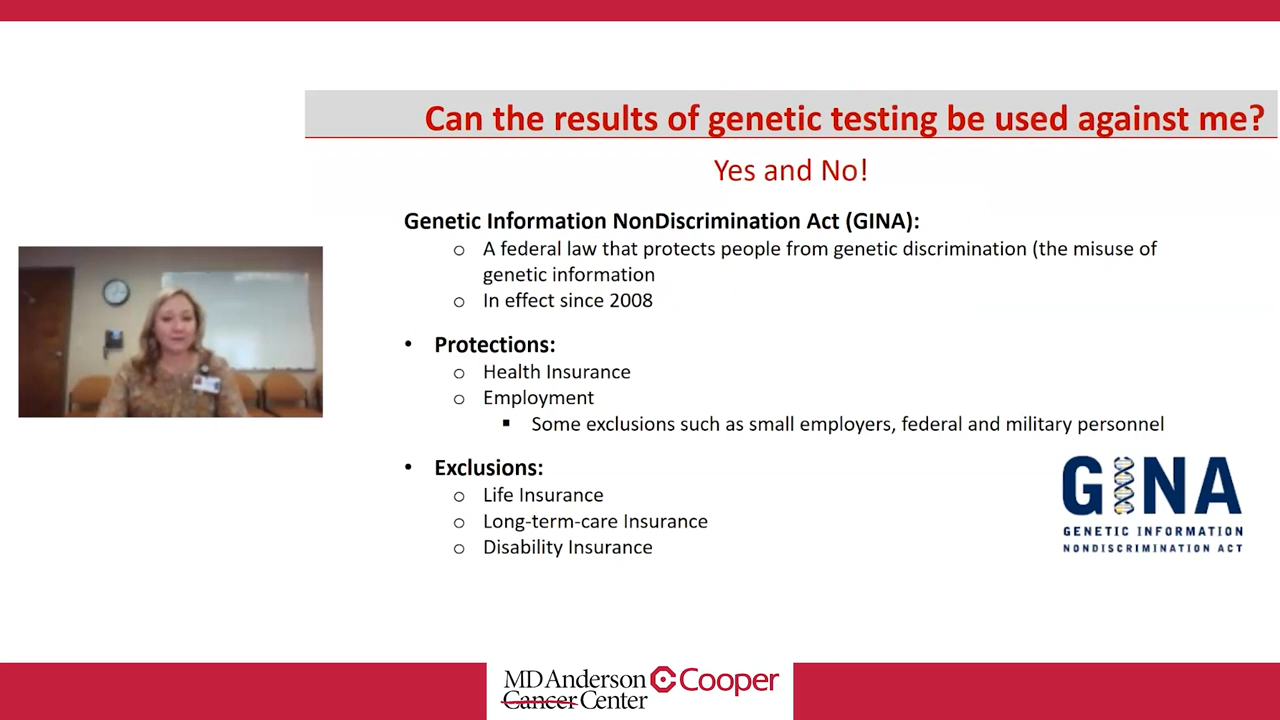 Can the results of genetic testing be used against me?
Yes and No!
Genetic Information NonDiscrimination Act (GINA):
o A federal law that protects people from genetic discrimination (the misuse of
genetic information
o In effect since 2008
• Protections:
o Health Insurance
o Employment
▪ Some exclusions such as small employers, federal and military personnel
• Exclusions:
o Life Insurance
o Long-term-care Insurance
o Disability Insurance
GINA
GENETIC INFORMATION
NONDISCRIMINATION ACT
MD Anderson Cooper
Cancer Center